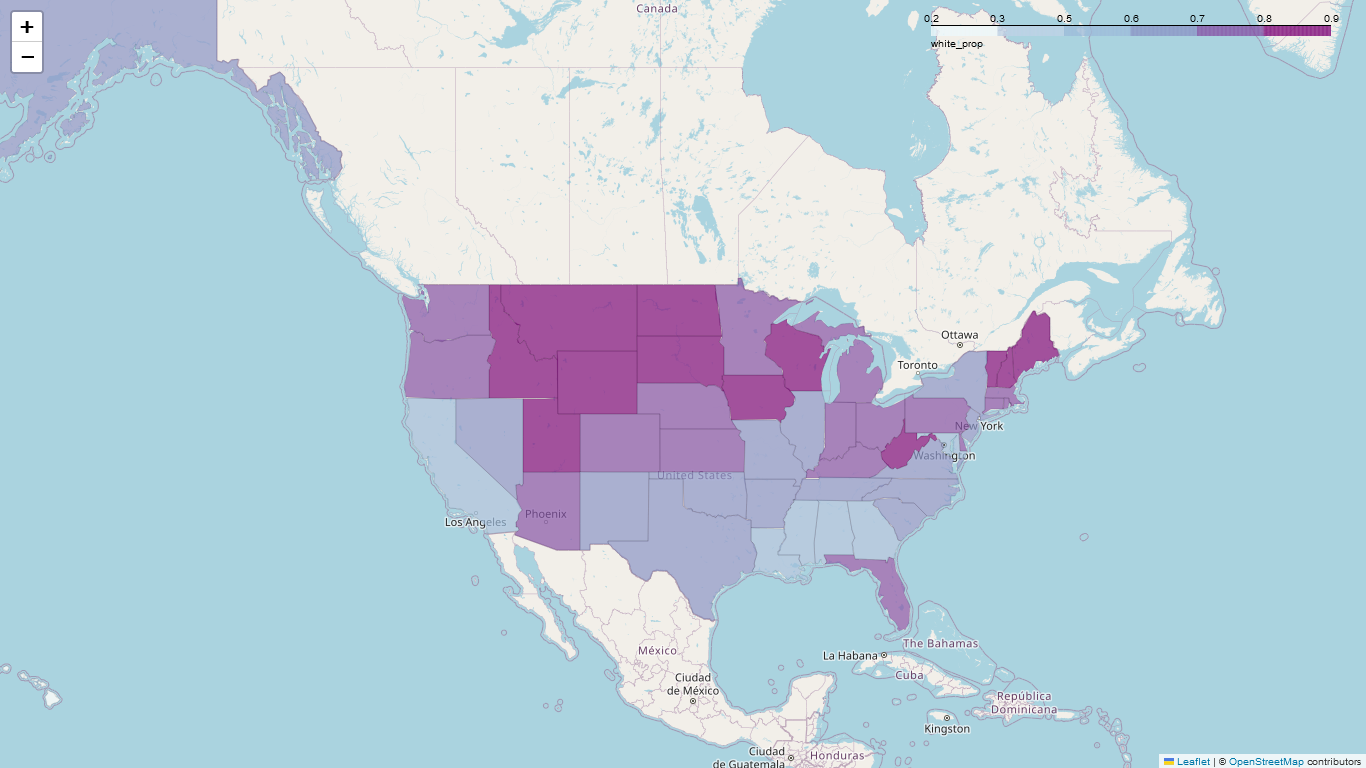 +
−
Canada
0.2 0.3 0.5 0.6 0.7 0.8 0.9
white_prop
Ottawa
Toronto
New York
Washington
United States
Los Angeles
Phoenix
México
Ciudad
de México
The Bahamas
La Habana
Cuba
República
Dominicana
Kingston
Ciudad
de Guatemala
Honduras
Leaflet | © OpenStreetMap contributors